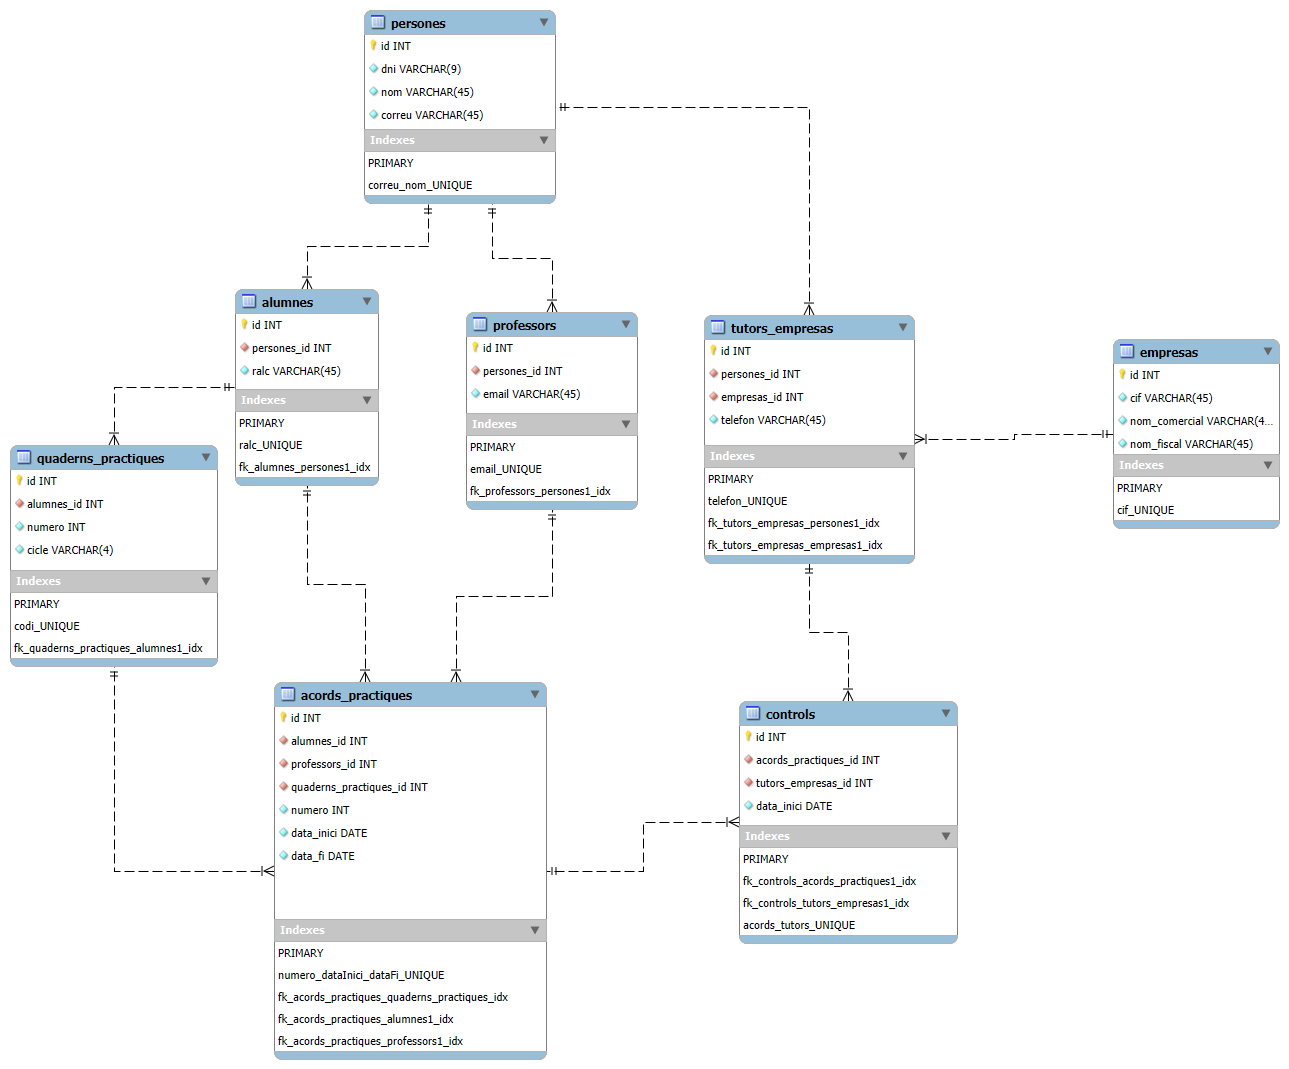 persones
id INT
dni VARCHAR(9)
nom VARCHAR(45)
correu VARCHAR(45)
Indexes
PRIMARY
correu_nom_UNIQUE
alumnes
id INT
persones_id INT
ralc VARCHAR(45)
Indexes
PRIMARY
ralc_UNIQUE
fk_alumnes_persones1_idx
professors
id INT
persones_id INT
email VARCHAR(45)
Indexes
PRIMARY
email_UNIQUE
fk_professors_persones1_idx
tutors_empresas
id INT
persones_id INT
empresas_id INT
telefon VARCHAR(45)
Indexes
PRIMARY
telefon_UNIQUE
fk_tutors_empresas_persones1_idx
fk_tutors_empresas_empresas1_idx
empresas
id INT
cif VARCHAR(45)
nom_comercial VARCHAR(4...
nom_fiscal VARCHAR(45)
Indexes
PRIMARY
cif_UNIQUE
quaderns_practiques
id INT
alumnes_id INT
numero INT
cicle VARCHAR(4)
Indexes
PRIMARY
codi_UNIQUE
fk_quaderns_practiques_alumnes1_idx
acords_practiques
id INT
alumnes_id INT
professors_id INT
quaderns_practiques_id INT
numero INT
data_inici DATE
data_fi DATE
Indexes
PRIMARY
numero_dataInici_dataFi_UNIQUE
fk_acords_practiques_quaderns_practiques_idx
fk_acords_practiques_alumnes1_idx
fk_acords_practiques_professors1_idx
controls
id INT
acords_practiques_id INT
tutors_empresas_id INT
data_inici DATE
Indexes
PRIMARY
fk_controls_acords_practiques1_idx
fk_controls_tutors_empresas1_idx
acords_tutors_UNIQUE